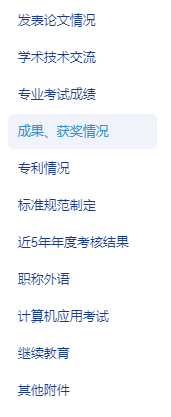 发表论文情况
学术技术交流
专业考试成绩
成果、获奖情况
专利情况
标准规范制定
近5年年度考核结果
职称外语
计算机应用考试
继续教育
其他附件